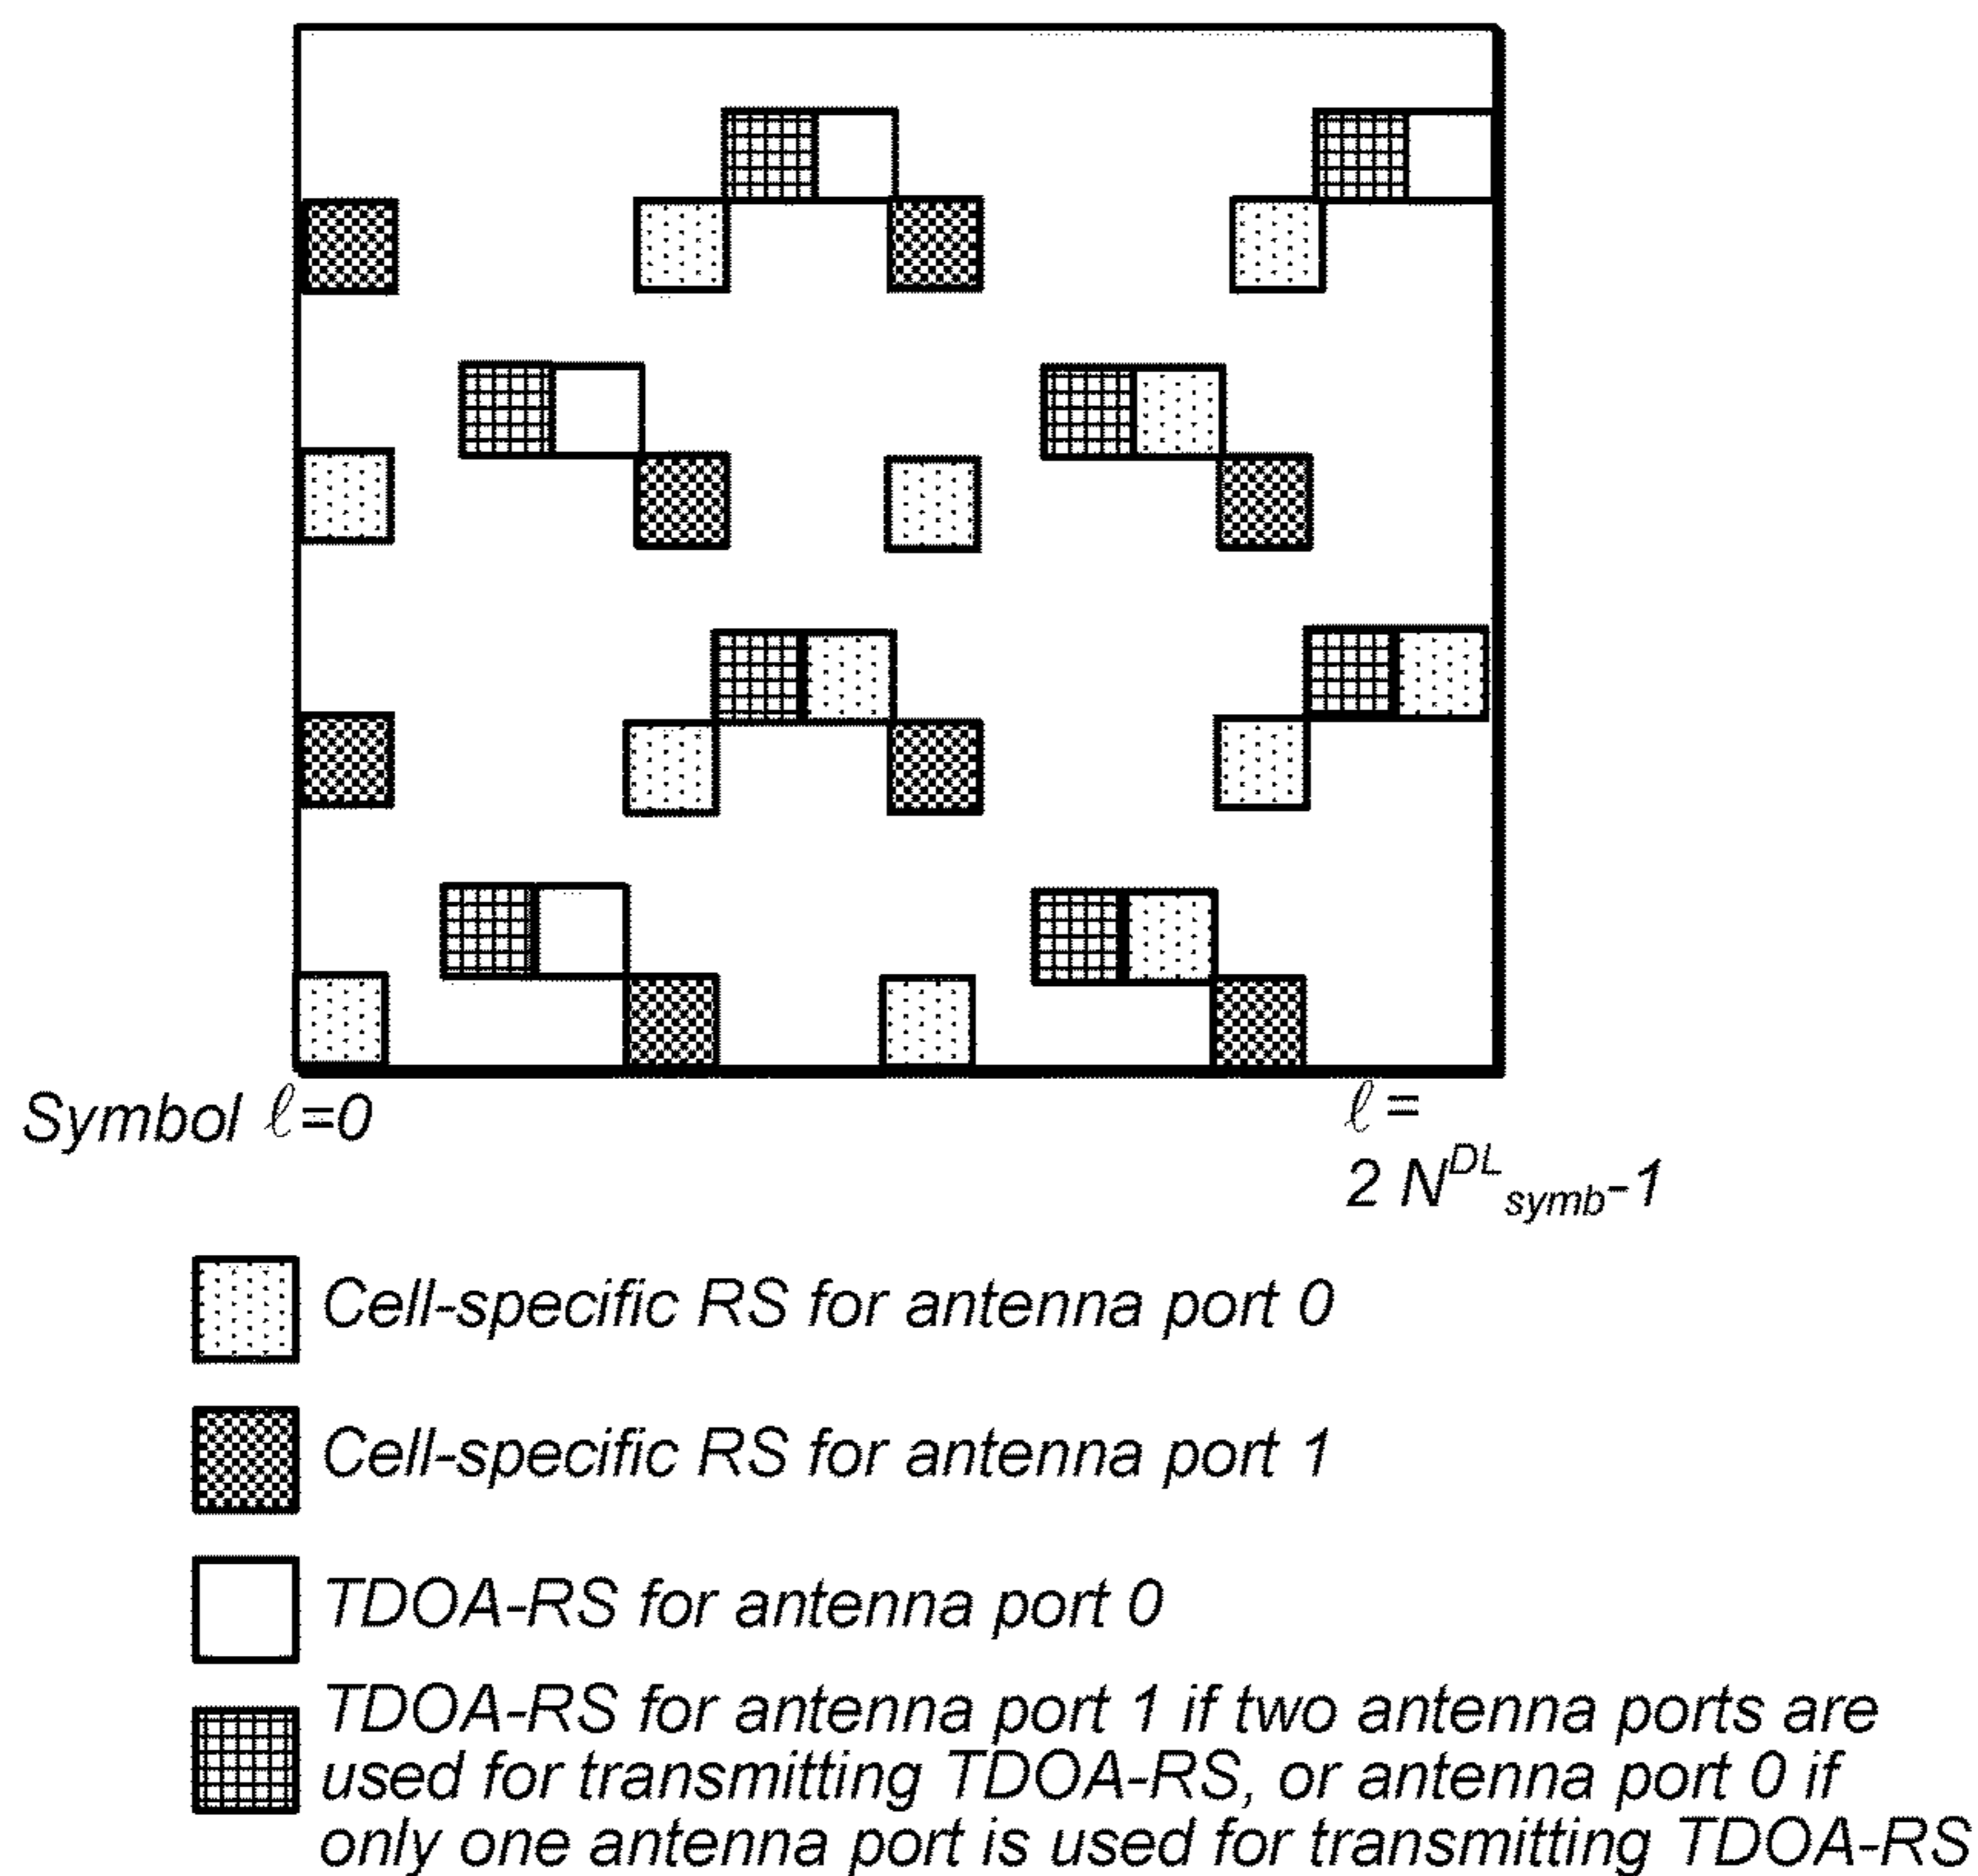 Symbol ℓ=0
ℓ =
2 N^DL_symb-1
Cell-specific RS for antenna port 0
Cell-specific RS for antenna port 1
TDOA-RS for antenna port 0
TDOA-RS for antenna port 1 if two antenna ports are
used for transmitting TDOA-RS, or antenna port 0 if
only one antenna port is used for transmitting TDOA-RS